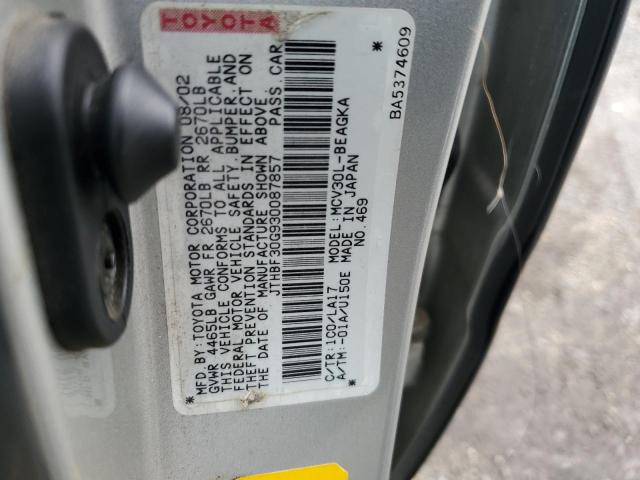 TOYOTA
MFD. BY: TOYOTA MOTOR CORPORATION 08/02
GVWR 4465LB GAWR FR 2670LB RR 2670LB
THIS VEHICLE CONFORMS TO ALL APPLICABLE
FEDERAL MOTOR VEHICLE SAFETY, BUMPER, AND
THEFT PREVENTION STANDARDS IN EFFECT ON
THE DATE OF MANUFACTURE SHOWN ABOVE.
JTHBF30G930087857 PASS. CAR
* *
C/TR:1C0/LA17 MODEL:MCV30L-BEAGKA
A/TM:-01A/U150E MADE IN JAPAN
NO.469
BA5374609